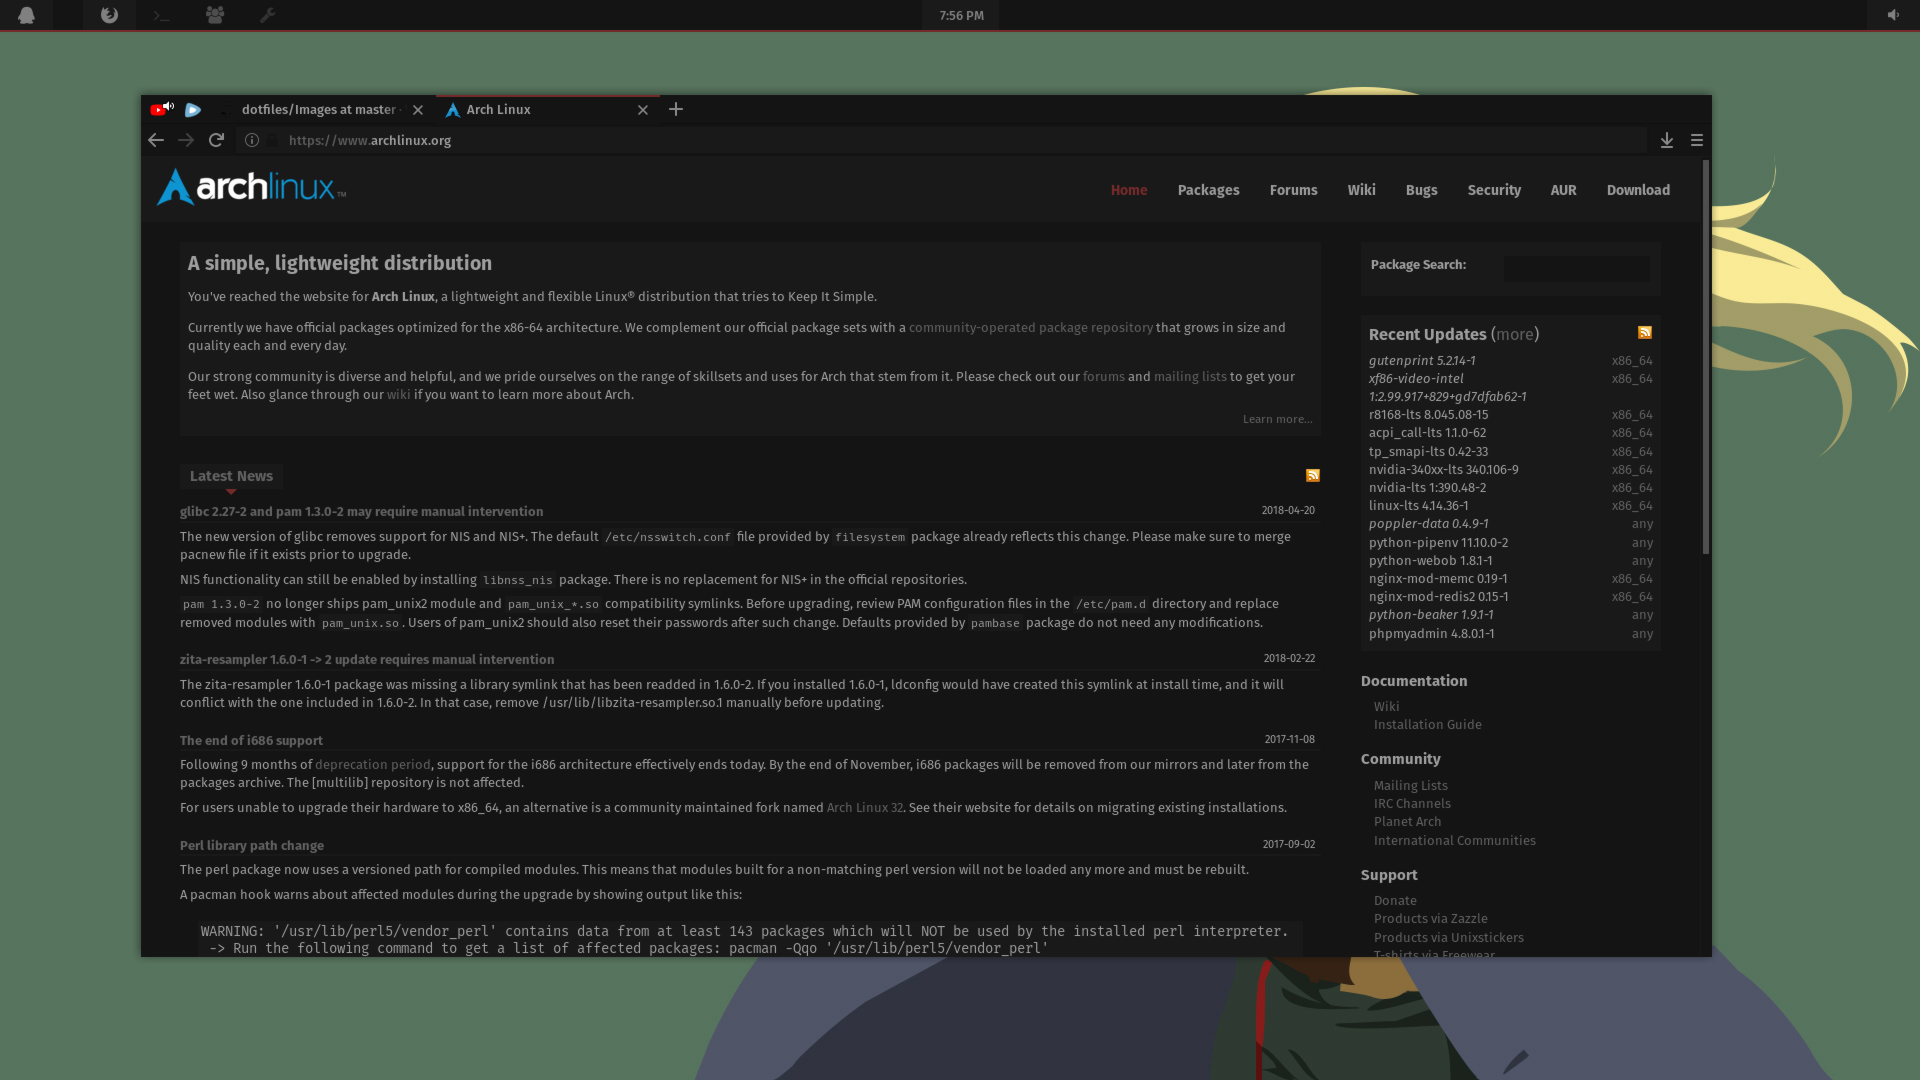 7:56 PM
dotfiles/Images at master
Arch Linux
https://www.archlinux.org
archlinux™
Home Packages Forums Wiki Bugs Security AUR Download
A simple, lightweight distribution
You've reached the website for Arch Linux, a lightweight and flexible Linux® distribution that tries to Keep It Simple.
Currently we have official packages optimized for the x86-64 architecture. We complement our official package sets with a community-operated package repository that grows in size and
quality each and every day.
Our strong community is diverse and helpful, and we pride ourselves on the range of skillsets and uses for Arch that stem from it. Please check out our forums and mailing lists to get your
feet wet. Also glance through our wiki if you want to learn more about Arch.
Learn more...
Latest News
glibc 2.27-2 and pam 1.3.0-2 may require manual intervention 2018-04-20
The new version of glibc removes support for NIS and NIS+. The default /etc/nsswitch.conf file provided by filesystem package already reflects this change. Please make sure to merge
pacnew file if it exists prior to upgrade.
NIS functionality can still be enabled by installing libnss_nis package. There is no replacement for NIS+ in the official repositories.
pam 1.3.0-2 no longer ships pam_unix2 module and pam_unix_*.so compatibility symlinks. Before upgrading, review PAM configuration files in the /etc/pam.d directory and replace
removed modules with pam_unix.so. Users of pam_unix2 should also reset their passwords after such change. Defaults provided by pambase package do not need any modifications.
zita-resampler 1.6.0-1 -> 2 update requires manual intervention 2018-02-22
The zita-resampler 1.6.0-1 package was missing a library symlink that has been readded in 1.6.0-2. If you installed 1.6.0-1, ldconfig would have created this symlink at install time, and it will
conflict with the one included in 1.6.0-2. In that case, remove /usr/lib/libzita-resampler.so.1 manually before updating.
The end of i686 support 2017-11-08
Following 9 months of deprecation period, support for the i686 architecture effectively ends today. By the end of November, i686 packages will be removed from our mirrors and later from the
packages archive. The [multilib] repository is not affected.
For users unable to upgrade their hardware to x86_64, an alternative is a community maintained fork named Arch Linux 32. See their website for details on migrating existing installations.
Perl library path change 2017-09-02
The perl package now uses a versioned path for compiled modules. This means that modules built for a non-matching perl version will not be loaded any more and must be rebuilt.
A pacman hook warns about affected modules during the upgrade by showing output like this:
WARNING: '/usr/lib/perl5/vendor_perl' contains data from at least 143 packages which will NOT be used by the installed perl interpreter.
-> Run the following command to get a list of affected packages: pacman -Qqo '/usr/lib/perl5/vendor_perl'
Package Search:
Recent Updates (more)
gutenprint 5.2.14-1 x86_64
xf86-video-intel x86_64
1:2.99.917+829+gd7dfab62-1
r8168-lts 8.045.08-15 x86_64
acpi_call-lts 1.1.0-62 x86_64
tp_smapi-lts 0.42-33 x86_64
nvidia-340xx-lts 340.106-9 x86_64
nvidia-lts 1:390.48-2 x86_64
linux-lts 4.14.36-1 x86_64
poppler-data 0.4.9-1 any
python-pipenv 11.10.0-2 any
python-webob 1.8.1-1 any
nginx-mod-memc 0.19-1 x86_64
nginx-mod-redis2 0.15-1 x86_64
python-beaker 1.9.1-1 any
phpmyadmin 4.8.0.1-1 any
Documentation
Wiki
Installation Guide
Community
Mailing Lists
IRC Channels
Planet Arch
International Communities
Support
Donate
Products via Zazzle
Products via Unixstickers
T-shirts via Freewear